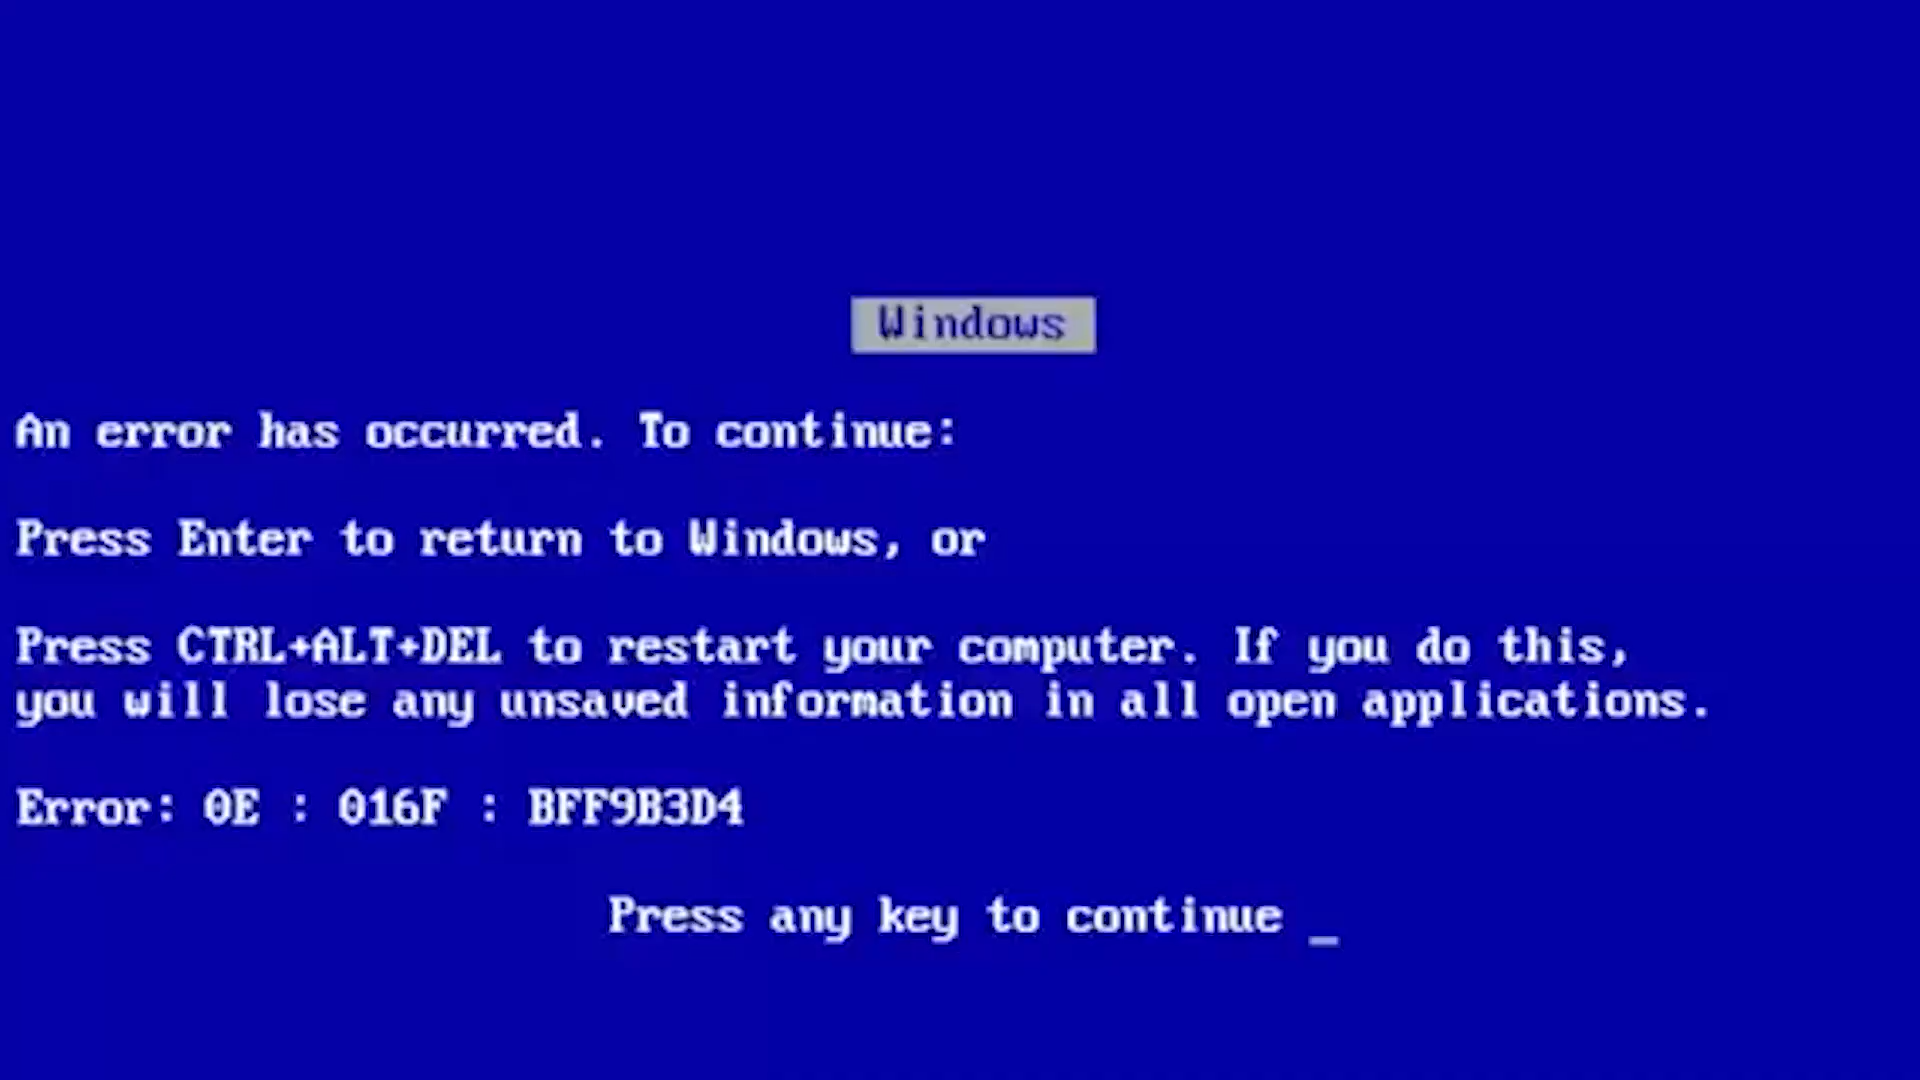 Windows
An error has occurred. To continue:
Press Enter to return to Windows, or
Press CTRL+ALT+DEL to restart your computer. If you do this,
you will lose any unsaved information in all open applications.
Error: 0E : 016F : BFF9B3D4
Press any key to continue _